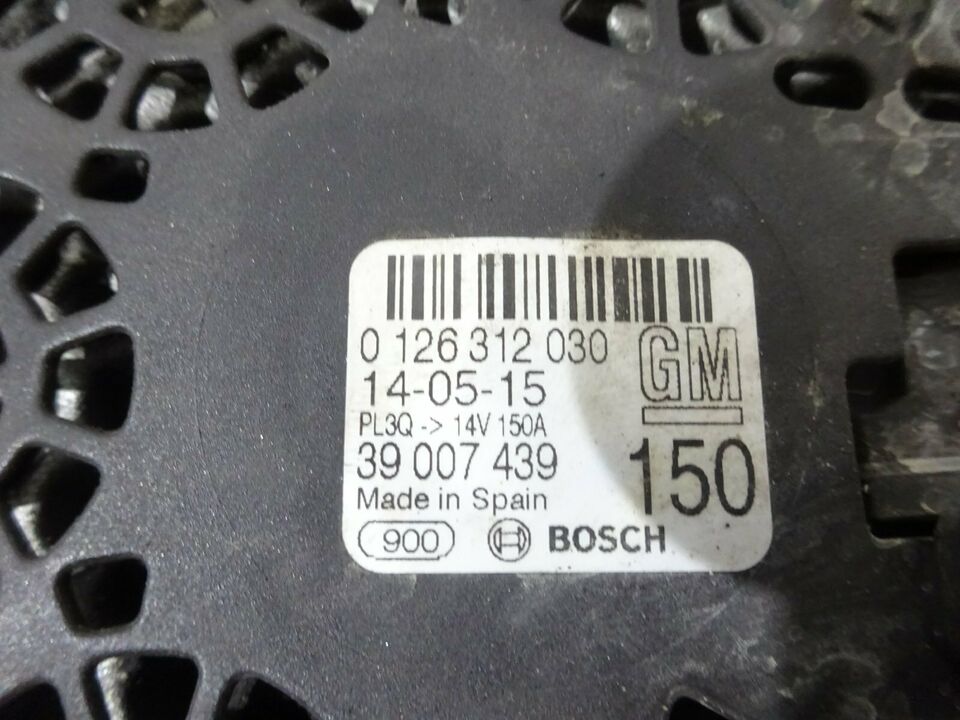 0 126 312 030
GM
14-05-15
PL3Q -> 14V 150A
39 007 439
150
Made in Spain
900
BOSCH